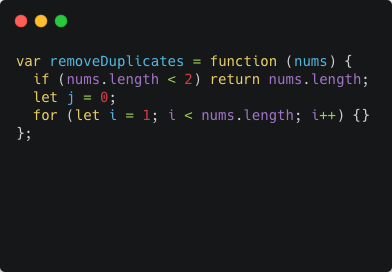 var removeDuplicates = function (nums) {
  if (nums.length < 2) return nums.length;
  let j = 0;
  for (let i = 1; i < nums.length; i++) {}
};